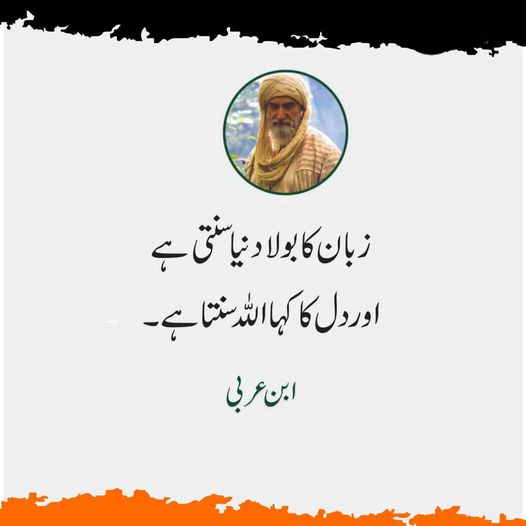 زبان کا بولا دنیا سنتی ہے
اور دل کا کہا اللہ سنتا ہے۔
ابن عربی